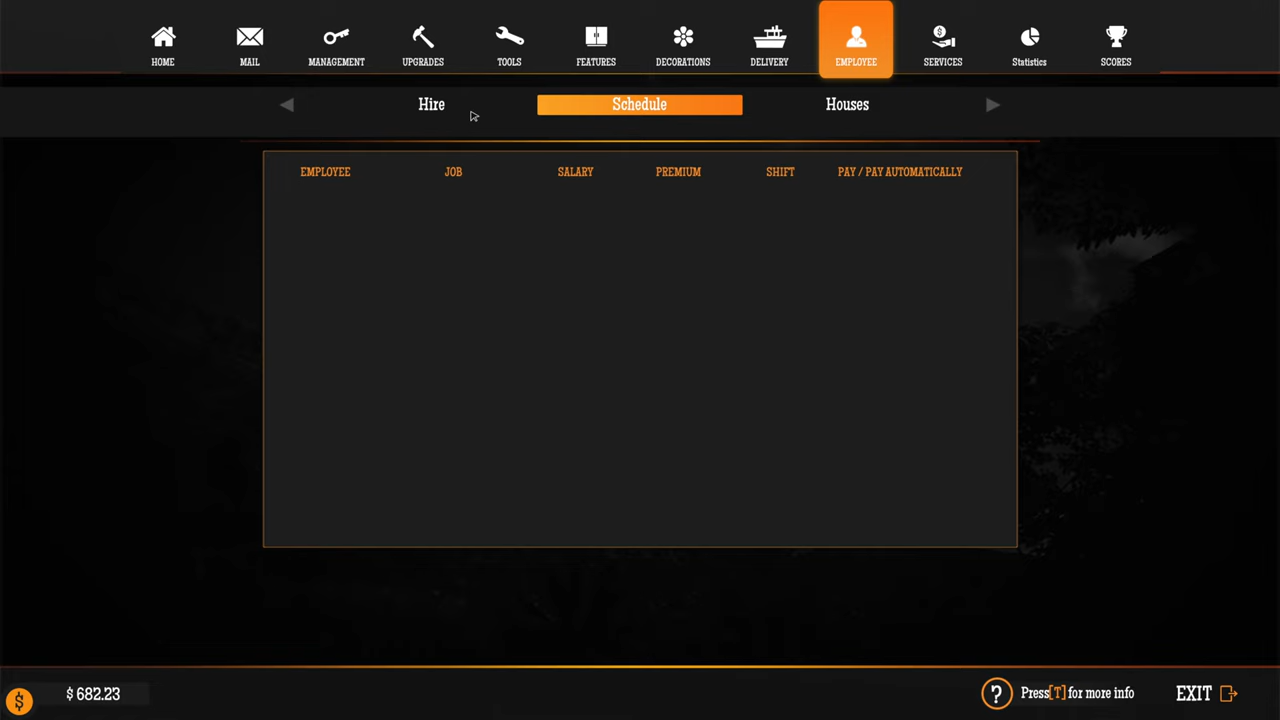 HOME MAIL MANAGEMENT UPGRADES TOOLS FEATURES DECORATIONS DELIVERY EMPLOYEE SERVICES Statistics SCORES
Hire Schedule Houses
EMPLOYEE JOB SALARY PREMIUM SHIFT PAY / PAY AUTOMATICALLY
$ $ 682.23 ? Press[T] for more info EXIT